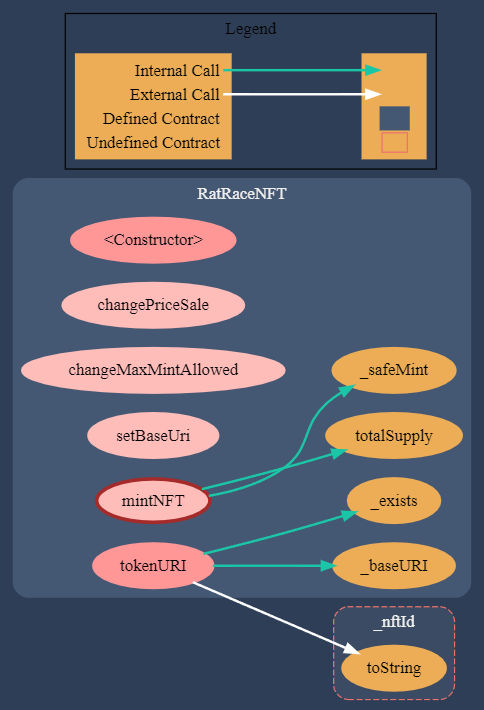 Legend
Internal Call
External Call
Defined Contract
Undefined Contract
RatRaceNFT
<Constructor>
changePriceSale
changeMaxMintAllowed
_safeMint
setBaseUri
totalSupply
mintNFT
_exists
tokenURI
_baseURI
_nftId
toString